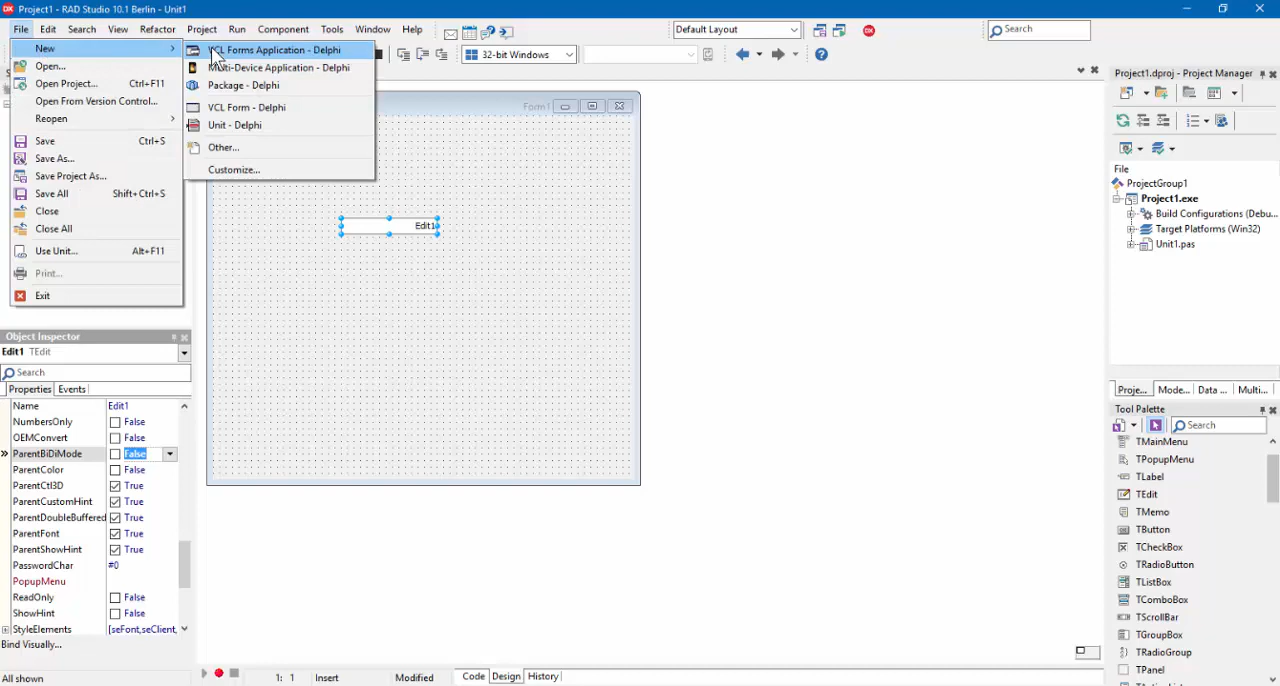 Project1 - RAD Studio 10.1 Berlin - Unit1
File Edit Search View Refactor Project Run Component Tools Window Help
Default Layout
Search
32-bit Windows
New
Open...
Open Project... Ctrl+F11
Open From Version Control...
Reopen
Save Ctrl+S
Save As...
Save Project As...
Save All Shift+Ctrl+S
Close
Close All
Use Unit... Alt+F11
Print...
Exit
VCL Forms Application - Delphi
Multi-Device Application - Delphi
Package - Delphi
VCL Form - Delphi
Unit - Delphi
Other...
Customize...
Form1
Edit1
Object Inspector
Edit1 TEdit
Search
Properties Events
Name Edit1
NumbersOnly False
OEMConvert False
ParentBiDiMode False
ParentColor False
ParentCtl3D True
ParentCustomHint True
ParentDoubleBuffered True
ParentFont True
ParentShowHint True
PasswordChar #0
PopupMenu
ReadOnly False
ShowHint False
StyleElements [seFont,seClient,
Bind Visually...
All shown
1: 1 Insert Modified Code Design History
Project1.dproj - Project Manager
File
ProjectGroup1
Project1.exe
Build Configurations (Debu...
Target Platforms (Win32)
Unit1.pas
Proje... Mode... Data ... Multi...
Tool Palette
Search
TMainMenu
TPopupMenu
TLabel
TEdit
TMemo
TButton
TCheckBox
TRadioButton
TListBox
TComboBox
TScrollBar
TGroupBox
TRadioGroup
TPanel